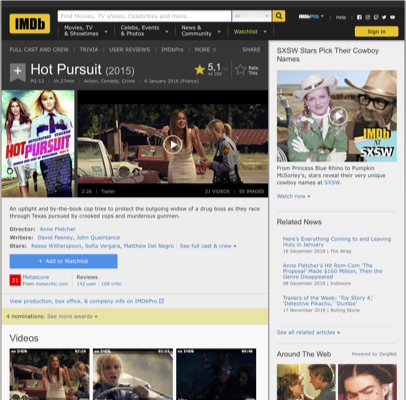 IMDb
Find Movies, TV shows, Celebrities and more...
All
IMDbPro
Help
Movies, TV
& Showtimes
Celebs, Events
& Photos
News &
Community
Watchlist
Sign in
FULL CAST AND CREW | TRIVIA | USER REVIEWS | IMDbPro | MORE
SHARE
Hot Pursuit (2015)
PG-13 | 1h 27min | Action, Comedy, Crime | 6 January 2016 (France)
5,1
Rate
This
HOT PURSUIT
2:26 | Trailer
21 VIDEOS | 55 IMAGES
An uptight and by-the-book cop tries to protect the outgoing widow of a drug boss as they race
through Texas pursued by crooked cops and murderous gunmen.
Director: Anne Fletcher
Writers: David Feeney, John Quaintance
Stars: Reese Witherspoon, Sofía Vergara, Matthew Del Negro | See full cast & crew »
+ Add to Watchlist
31
Metascore
From metacritic.com
Reviews
142 user | 168 critic
View production, box office, & company info on IMDbPro
4 nominations. See more awards »
Videos
SXSW Stars Pick Their Cowboy
Names
IMDb
AT
SXSW
From Princess Blue Rhino to Pumpkin
McSorley's, stars reveal their very unique
cowboy names at SXSW.
Watch now »
Related News
Here's Everything Coming to and Leaving
Hulu in January
16 December 2018 | The Wrap
Anne Fletcher's Hit Rom-Com 'The
Proposal' Made $160 Million, Then the
Genre Disappeared
08 December 2018 | Indiewire
Trailers of the Week: 'Toy Story 4,'
'Detective Pikachu,' 'Dumbo'
17 November 2018 | Rolling Stone
See all related articles »
Around The Web
Powered by ZergNet